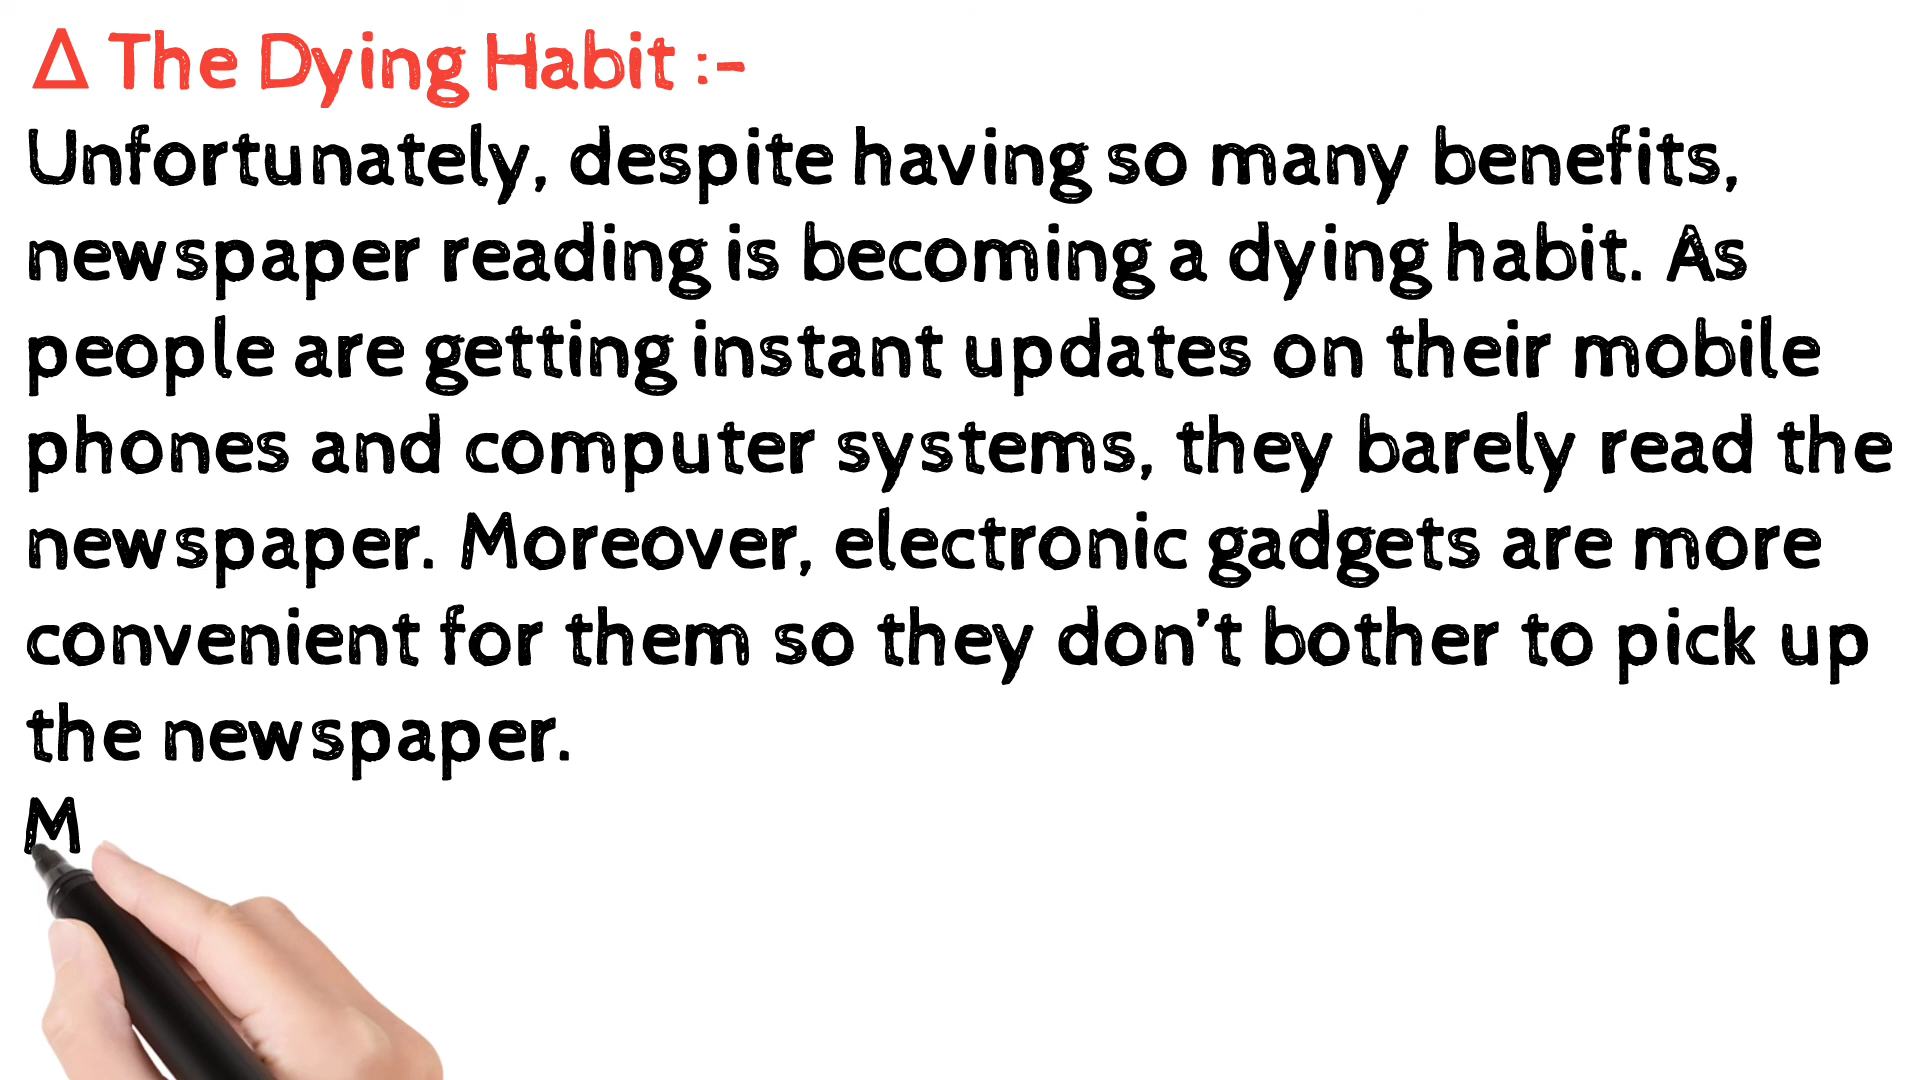 Δ The Dying Habit :-
Unfortunately, despite having so many benefits,
newspaper reading is becoming a dying habit. As
people are getting instant updates on their mobile
phones and computer systems, they barely read the
newspaper. Moreover, electronic gadgets are more
convenient for them so they don’t bother to pick up
the newspaper.
M